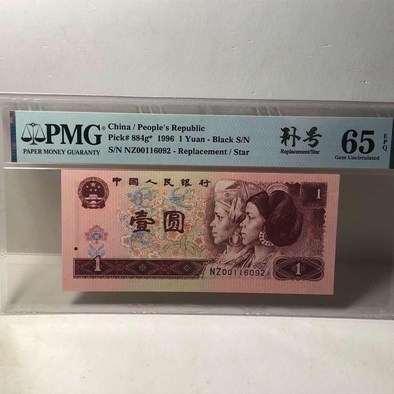 PMG
PAPER MONEY GUARANTY
China / People's Republic
Pick# 884g* 1996 1 Yuan - Black S/N
S/N NZ00116092 - Replacement / Star
补号
Replacement/Star
65 EPQ
Gem Uncirculated
中国人民银行
1
壹圆
NZ00116092
1
1